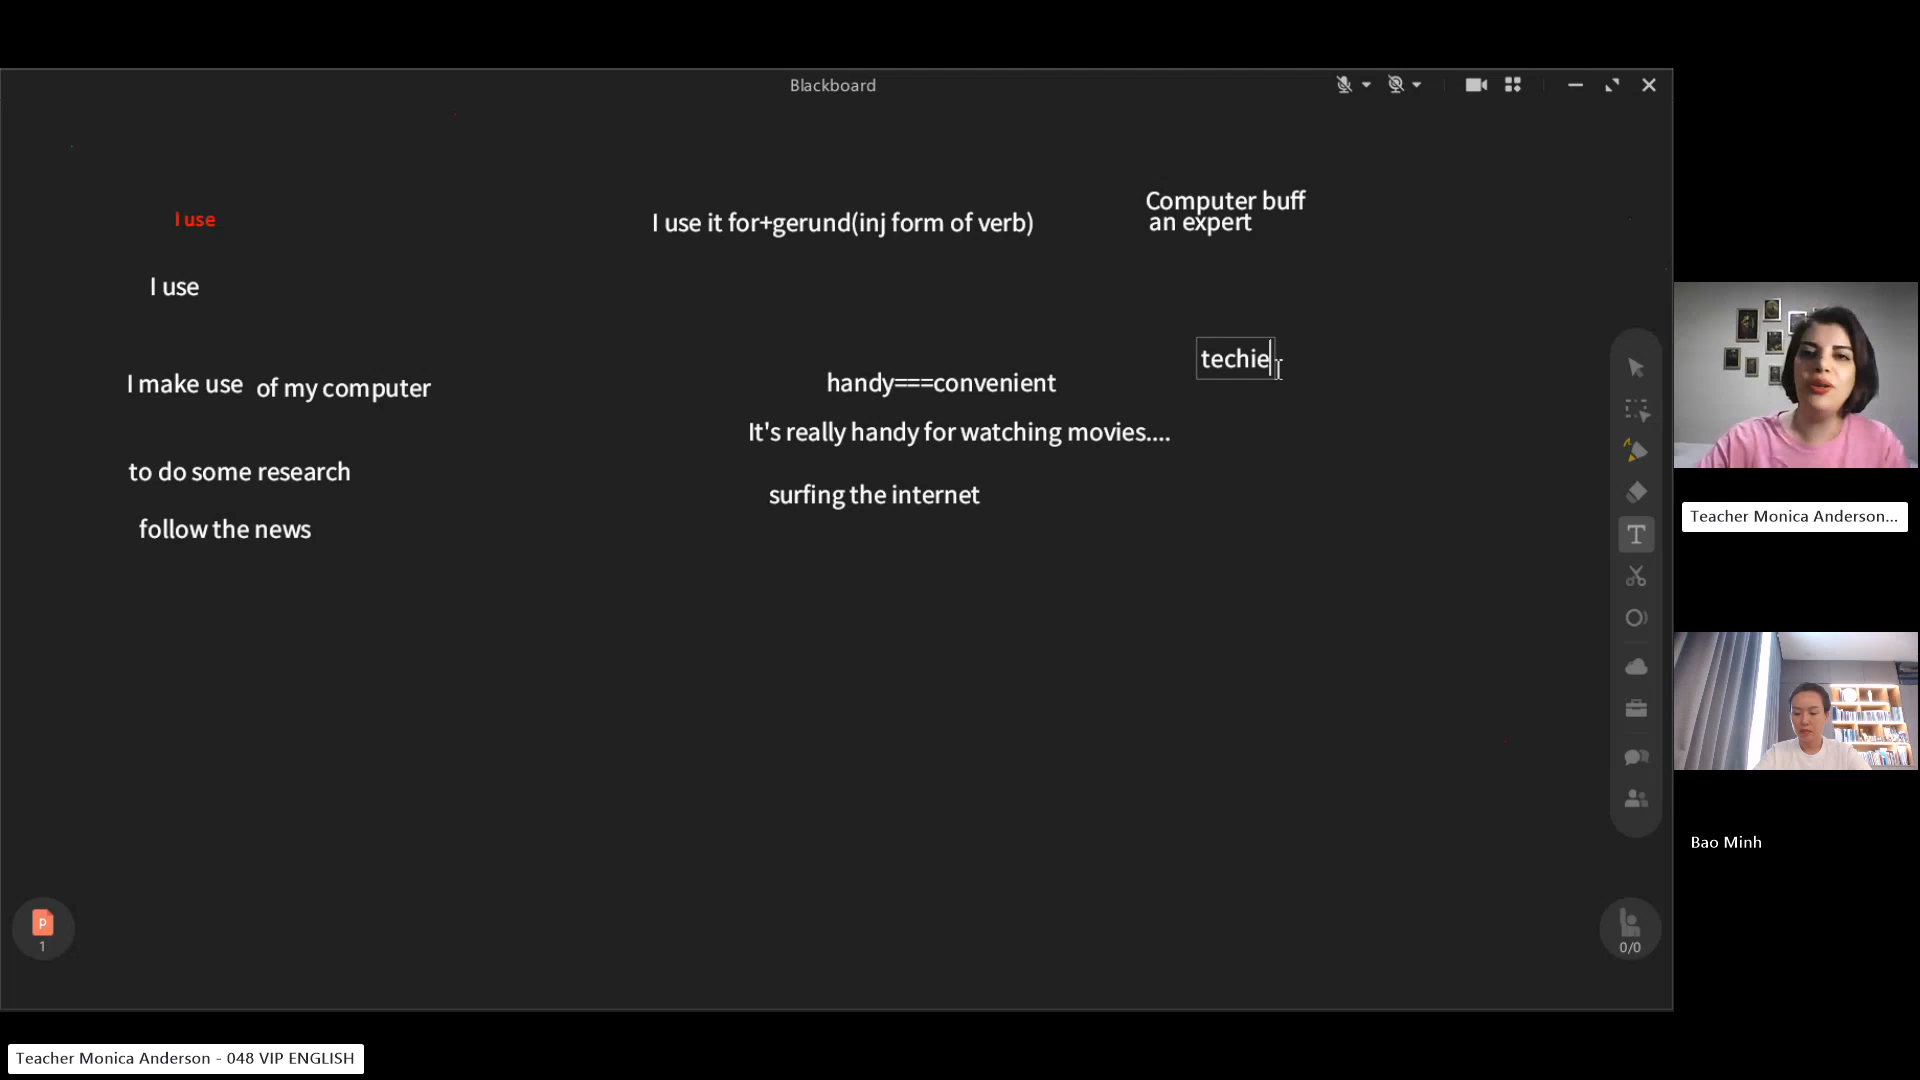 Blackboard
I use
I use
I make use of my computer
to do some research
follow the news
I use it for+gerund(inj form of verb)
handy===convenient
It's really handy for watching movies....
surfing the internet
Computer buff
an expert
techie
T
P
1
0/0
Teacher Monica Anderson...
Bao Minh
Teacher Monica Anderson - 048 VIP ENGLISH